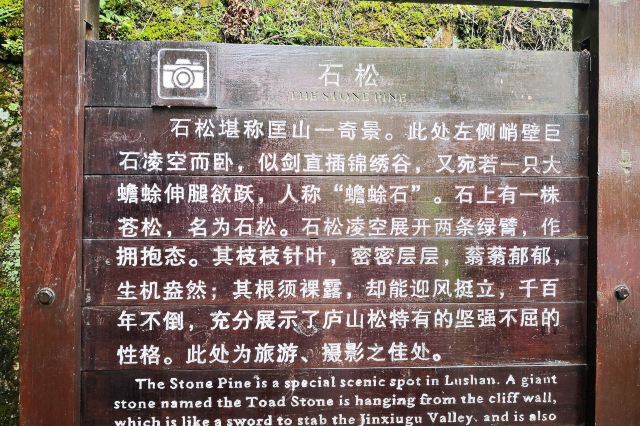 石松
THE STONE PINE
石松堪称匡山一奇景。此处左侧峭壁巨
石凌空而卧，似剑直插锦绣谷，又宛若一只大
蟾蜍伸腿欲跃，人称“蟾蜍石”。石上有一株
苍松，名为石松。石松凌空展开两条绿臂，作
拥抱态。其枝枝针叶，密密层层，蓊蓊郁郁，
生机盎然；其根须裸露，却能迎风挺立，千百
年不倒，充分展示了庐山松特有的坚强不屈的
性格。此处为旅游、摄影之佳处。
The Stone Pine is a special scenic spot in Lushan. A giant
stone named the Toad Stone is hanging from the cliff wall,
which is like a sword to stab the Jinxiugu Valley, and is also